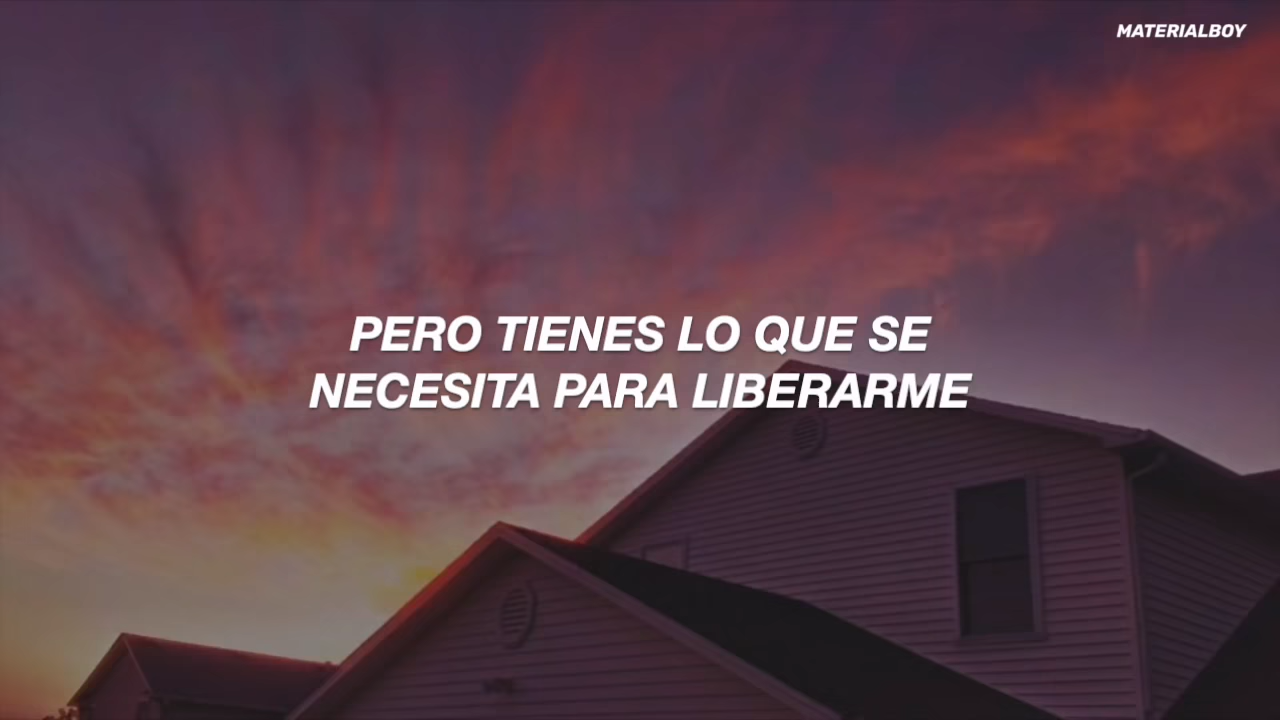 MATERIALBOY
PERO TIENES LO QUE SE
NECESITA PARA LIBERARME